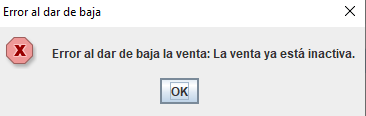 Error al dar de baja
Error al dar de baja la venta: La venta ya está inactiva.
OK